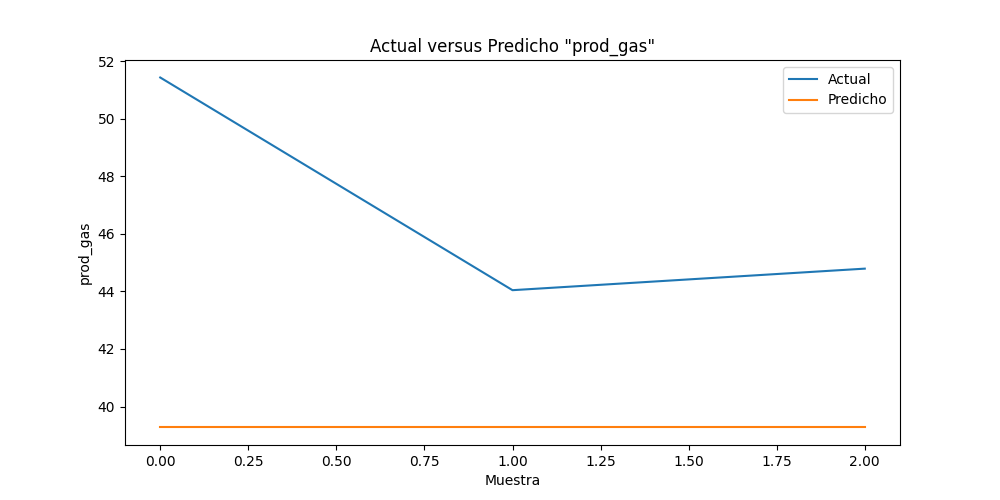 Actual versus Predicho "prod_gas"
Actual
Predicho
prod_gas
52
50
48
46
44
42
40
0.00 0.25 0.50 0.75 1.00 1.25 1.50 1.75 2.00
Muestra